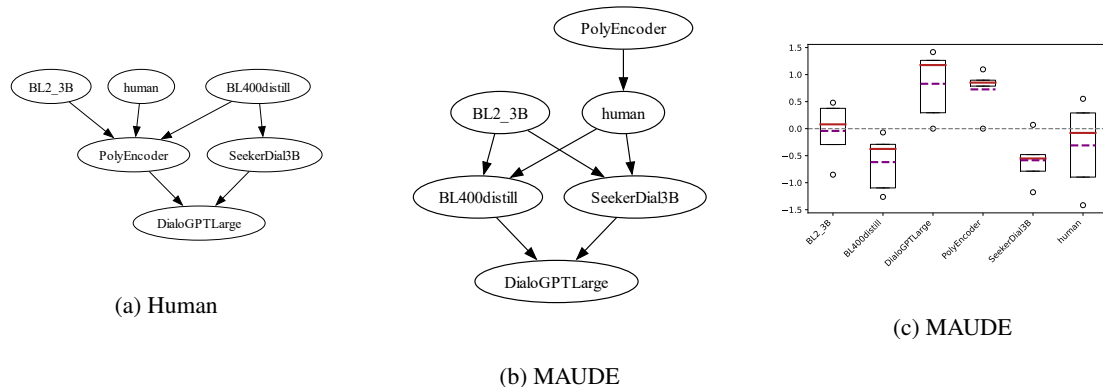 BL2_3B
human
BL400distill
PolyEncoder
SeekerDial3B
DialoGPTLarge
(a) Human
PolyEncoder
BL2_3B
human
BL400distill
SeekerDial3B
DialoGPTLarge
(b) MAUDE
1.5
1.0
0.5
0.0
−0.5
−1.0
−1.5
BL2_3B
BL400distill
DialoGPTLarge
PolyEncoder
SeekerDial3B
human
(c) MAUDE